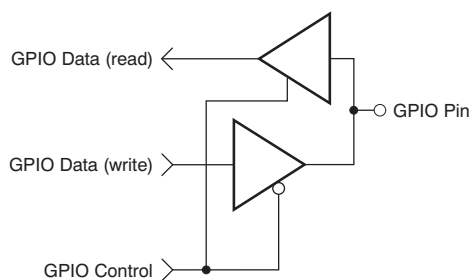 GPIO Data (read)
GPIO Pin
GPIO Data (write)
GPIO Control